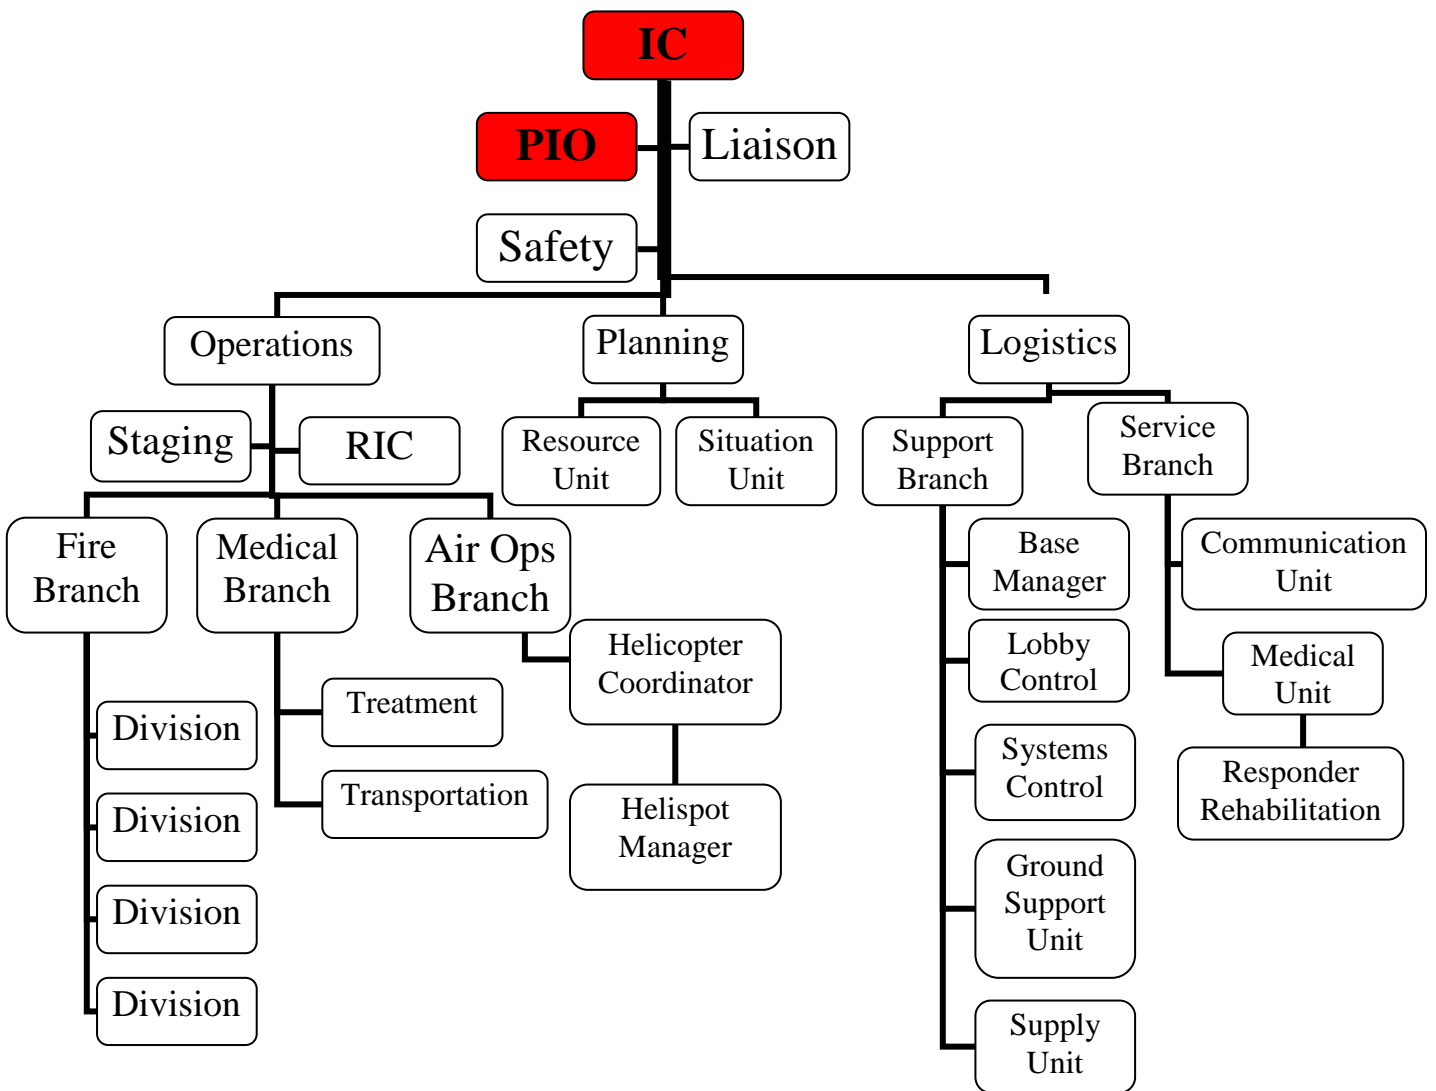 IC
PIO
Liaison
Safety
Operations
Planning
Logistics
Staging
RIC
Resource
Unit
Situation
Unit
Support
Branch
Service
Branch
Fire
Branch
Medical
Branch
Air Ops
Branch
Base
Manager
Communication
Unit
Helicopter
Coordinator
Lobby
Control
Medical
Unit
Treatment
Division
Systems
Control
Responder
Rehabilitation
Transportation
Division
Helispot
Manager
Ground
Support
Unit
Division
Division
Supply
Unit